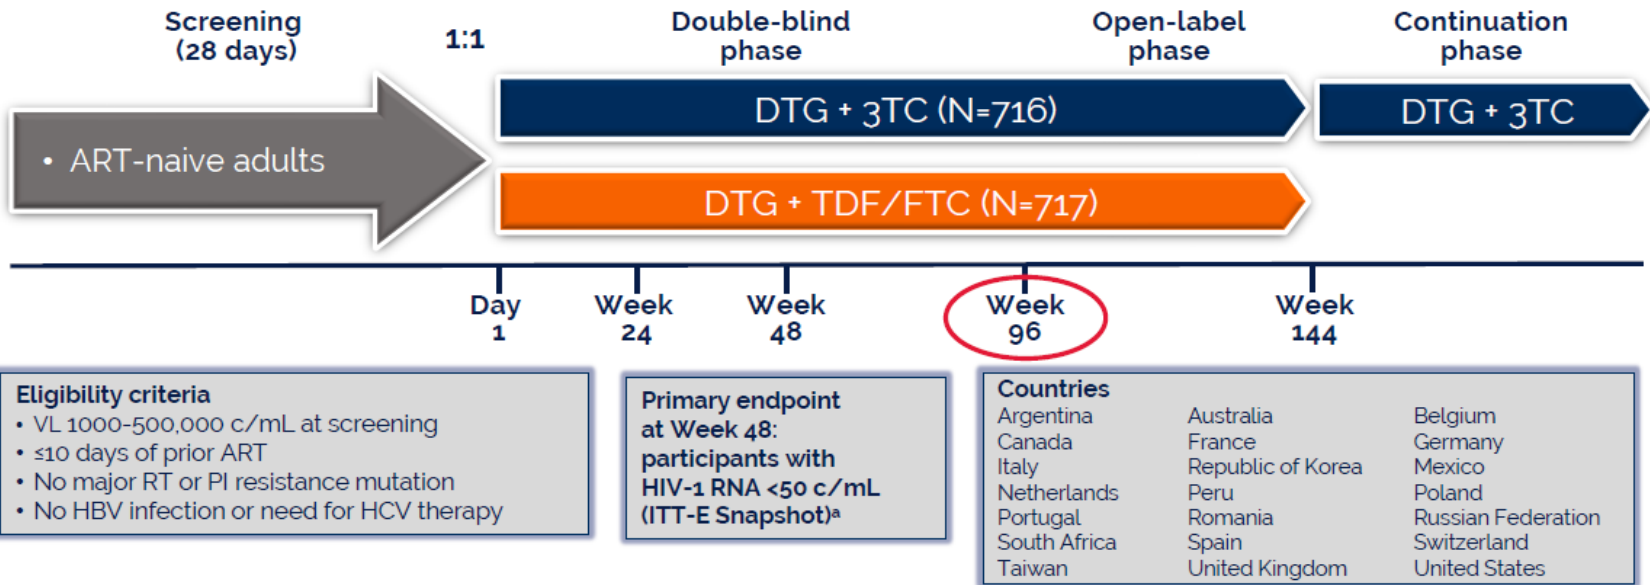 Screening
(28 days)
1:1
Double-blind
phase
Open-label
phase
Continuation
phase
• ART-naive adults
DTG + 3TC (N=716)
DTG + 3TC
DTG + TDF/FTC (N=717)
Day
1
Week
24
Week
48
Week
96
Week
144
Eligibility criteria
• VL 1000-500,000 c/mL at screening
• ≤10 days of prior ART
• No major RT or PI resistance mutation
• No HBV infection or need for HCV therapy
Primary endpoint
at Week 48:
participants with
HIV-1 RNA <50 c/mL
(ITT-E Snapshot)ᵃ
Countries
Argentina Australia Belgium
Canada France Germany
Italy Republic of Korea Mexico
Netherlands Peru Poland
Portugal Romania Russian Federation
South Africa Spain Switzerland
Taiwan United Kingdom United States